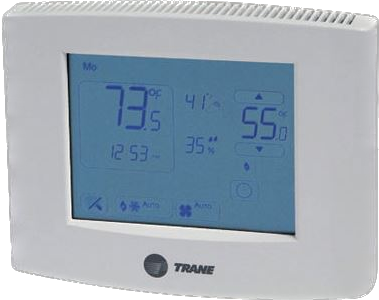 Mo
73.5 °F
41
55.0 °F
12:53 PM
35 %
Auto
Auto
TRANE